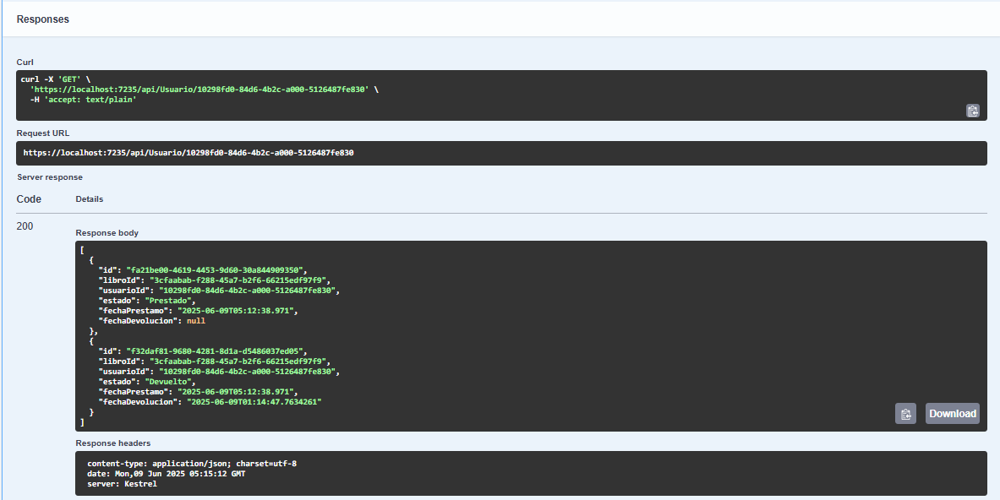 Responses
Curl
curl -X 'GET' \
  'https://localhost:7235/api/Usuario/10298fd0-84d6-4b2c-a000-5126487fe830' \
  -H 'accept: text/plain'
Request URL
https://localhost:7235/api/Usuario/10298fd0-84d6-4b2c-a000-5126487fe830
Server response
Code Details
200
Response body
[
  {
    "id": "fa21be00-4619-4453-9d60-30a844909350",
    "libroId": "3cfaabab-f288-45a7-b2f6-66215edf97f9",
    "usuarioId": "10298fd0-84d6-4b2c-a000-5126487fe830",
    "estado": "Prestado",
    "fechaPrestamo": "2025-06-09T05:12:38.971",
    "fechaDevolucion": null
  },
  {
    "id": "f32daf81-9680-4281-8d1a-d5486037ed05",
    "libroId": "3cfaabab-f288-45a7-b2f6-66215edf97f9",
    "usuarioId": "10298fd0-84d6-4b2c-a000-5126487fe830",
    "estado": "Devuelto",
    "fechaPrestamo": "2025-06-09T05:12:38.971",
    "fechaDevolucion": "2025-06-09T01:14:47.7634261"
  }
]
Download
Response headers
content-type: application/json; charset=utf-8
date: Mon,09 Jun 2025 05:15:12 GMT
server: Kestrel